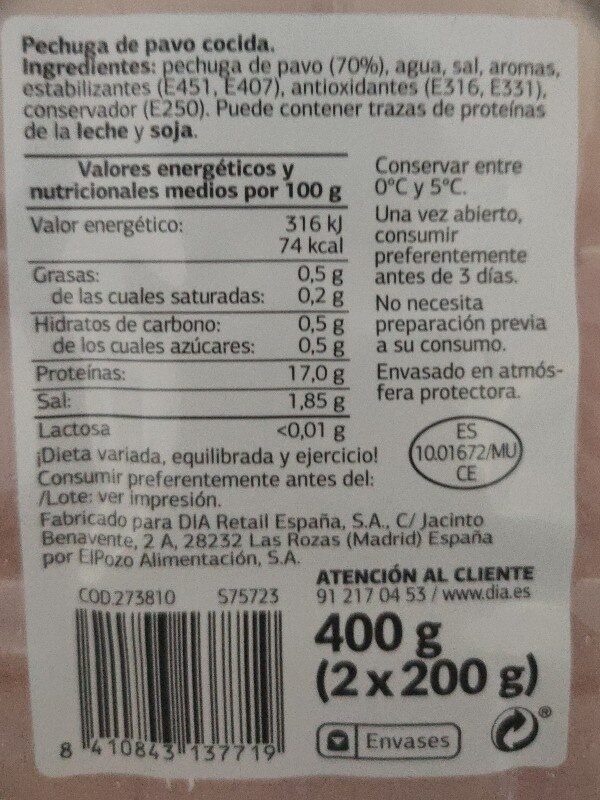 Pechuga de pavo cocida.
Ingredientes: pechuga de pavo (70%), agua, sal, aromas,
estabilizantes (E451, E407), antioxidantes (E316, E331),
conservador (E250). Puede contener trazas de proteínas
de la leche y soja.
Valores energéticos y
nutricionales medios por 100 g
Valor energético: 316 kJ
74 kcal
Grasas: 0,5 g
de las cuales saturadas: 0,2 g
Hidratos de carbono: 0,5 g
de los cuales azúcares: 0,5 g
Proteínas: 17,0 g
Sal: 1,85 g
Lactosa <0,01 g
Conservar entre
0°C y 5°C.
Una vez abierto,
consumir
preferentemente
antes de 3 días.
No necesita
preparación previa
a su consumo.
Envasado en atmós-
fera protectora.
ES
10.01672/MU
CE
¡Dieta variada, equilibrada y ejercicio!
Consumir preferentemente antes del:
/Lote: ver impresión.
Fabricado para DIA Retail España, S.A., C/ Jacinto
Benavente, 2 A, 28232 Las Rozas (Madrid) España
por ElPozo Alimentación, S.A.
ATENCIÓN AL CLIENTE
91 217 04 53 / www.dia.es
COD.273810 S75723
400 g
(2 x 200 g)
8 410843 137719
Envases
®